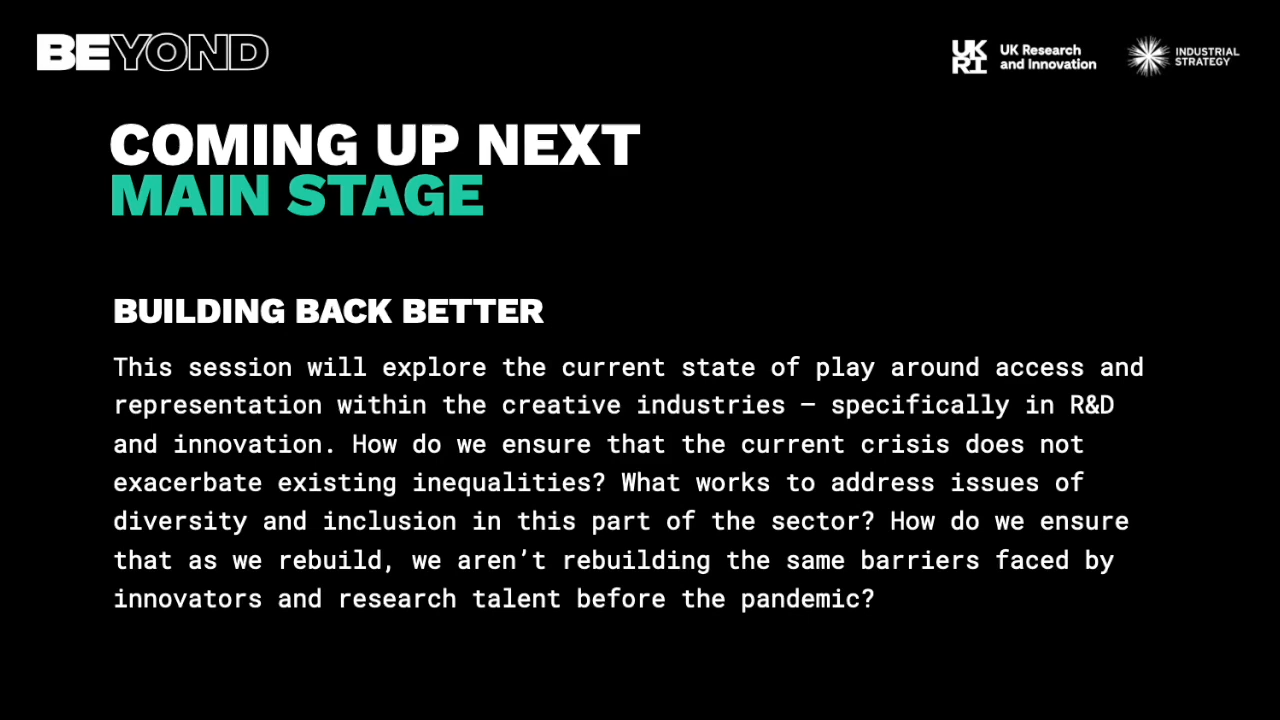 BEYOND
UK RI UK Research and Innovation
INDUSTRIAL STRATEGY
COMING UP NEXT
MAIN STAGE
BUILDING BACK BETTER
This session will explore the current state of play around access and
representation within the creative industries – specifically in R&D
and innovation. How do we ensure that the current crisis does not
exacerbate existing inequalities? What works to address issues of
diversity and inclusion in this part of the sector? How do we ensure
that as we rebuild, we aren’t rebuilding the same barriers faced by
innovators and research talent before the pandemic?